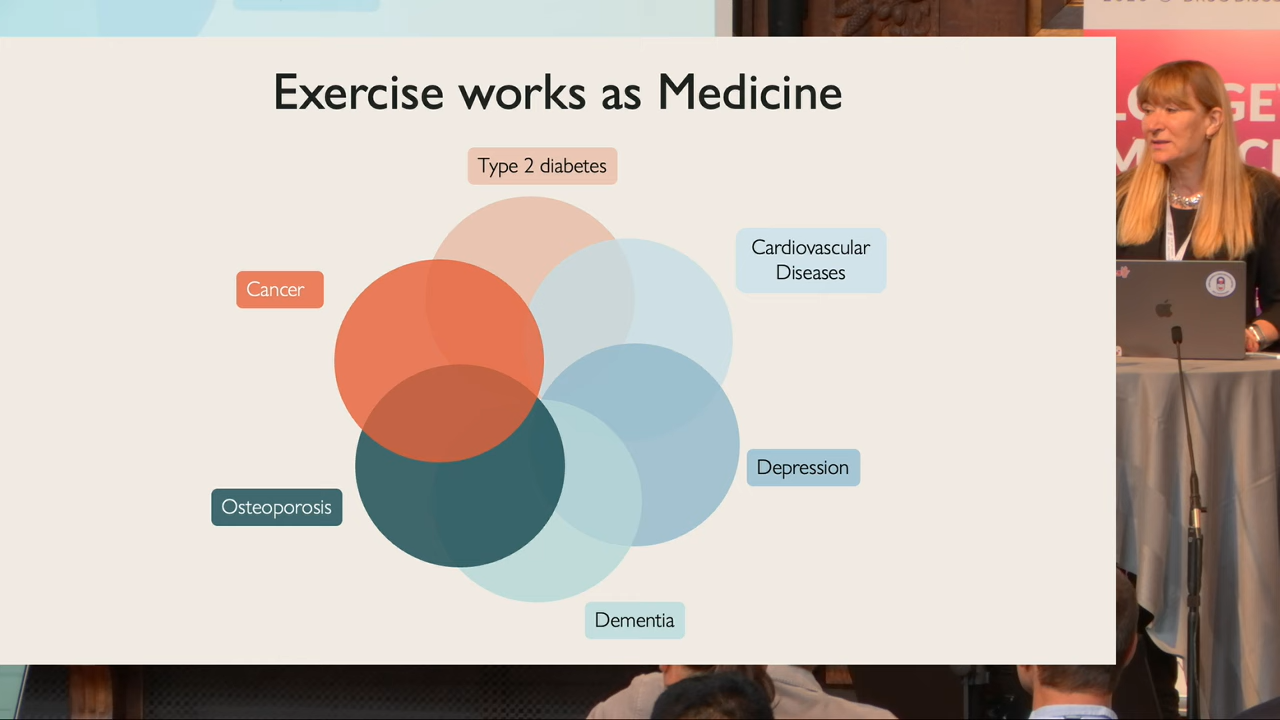 Exercise works as Medicine
Type 2 diabetes
Cardiovascular
Diseases
Cancer
Depression
Osteoporosis
Dementia